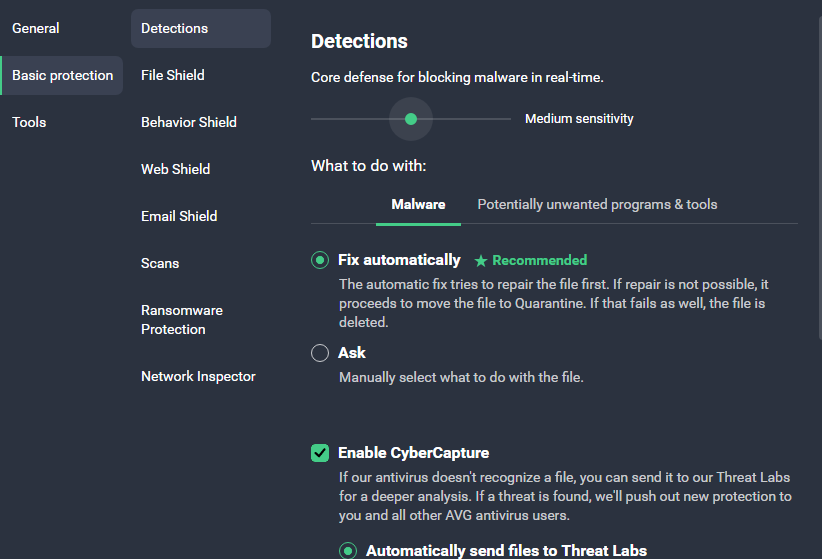 General
Basic protection
Tools
Detections
File Shield
Behavior Shield
Web Shield
Email Shield
Scans
Ransomware
Protection
Network Inspector
Detections
Core defense for blocking malware in real-time.
Medium sensitivity
What to do with:
Malware
Potentially unwanted programs & tools
Fix automatically
Recommended
The automatic fix tries to repair the file first. If repair is not possible, it
proceeds to move the file to Quarantine. If that fails as well, the file is
deleted.
Ask
Manually select what to do with the file.
Enable CyberCapture
If our antivirus doesn't recognize a file, you can send it to our Threat Labs
for a deeper analysis. If a threat is found, we'll push out new protection to
you and all other AVG antivirus users.
Automatically send files to Threat Labs